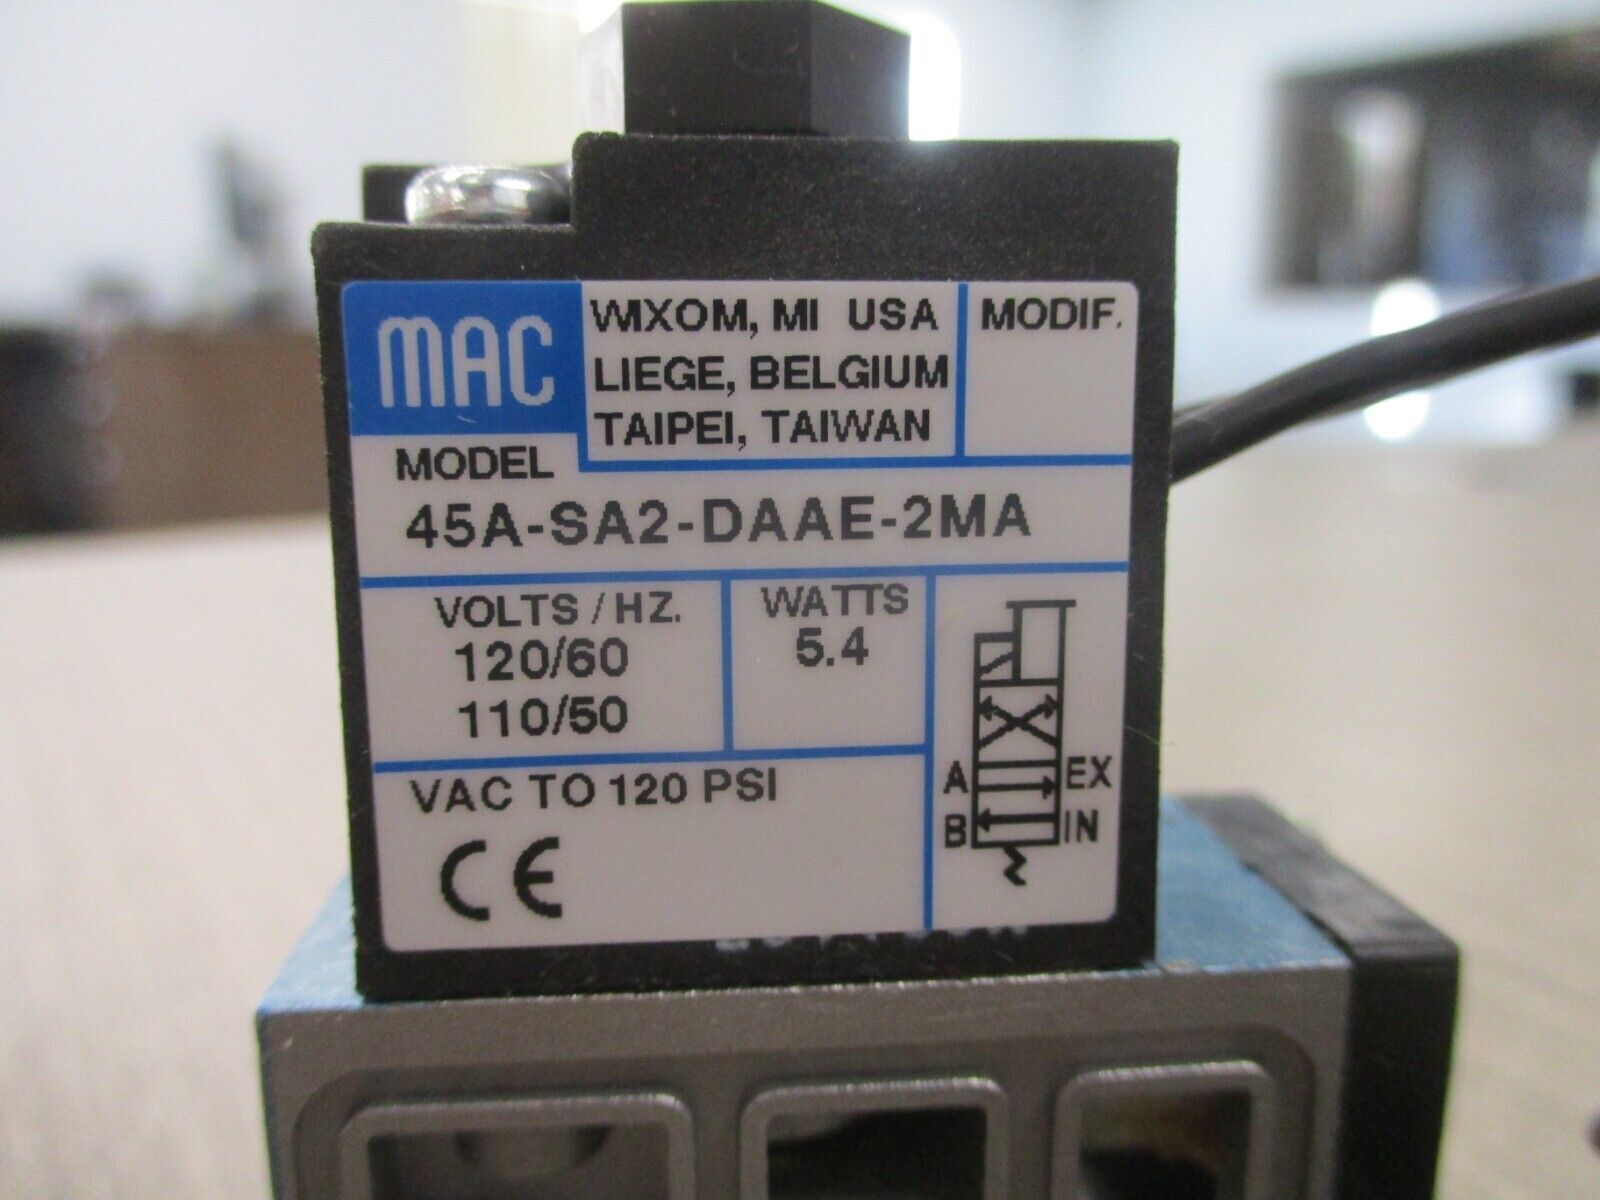 MAC
WIXOM, MI USA
LIEGE, BELGIUM
TAIPEI, TAIWAN
MODIF.
MODEL
45A-SA2-DAAE-2MA
VOLTS/HZ.
120/60
110/50
WATTS
5.4
VAC TO 120 PSI
CE
A EX
B IN